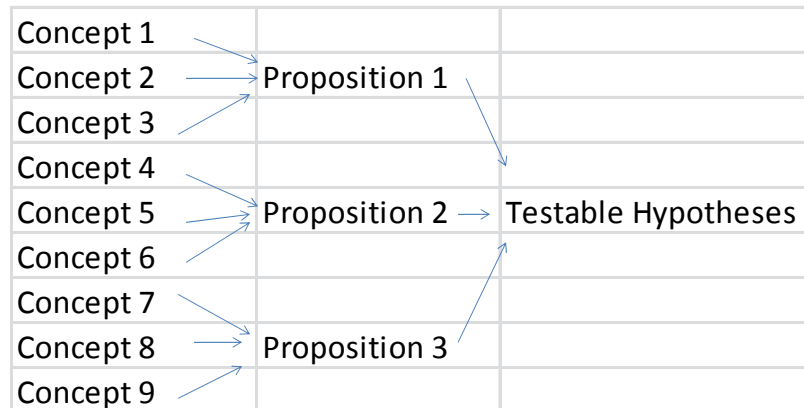 Concept 1
Concept 2 Proposition 1
Concept 3
Concept 4
Concept 5 Proposition 2 Testable Hypotheses
Concept 6
Concept 7
Concept 8 Proposition 3
Concept 9